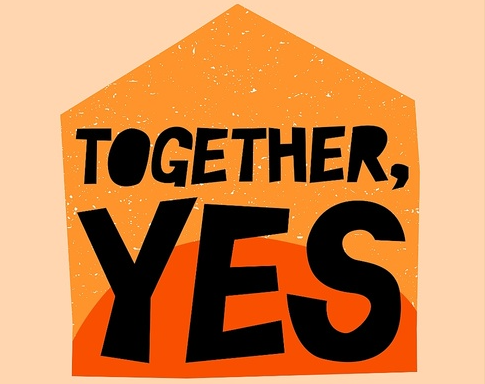 TOGETHER,
YES